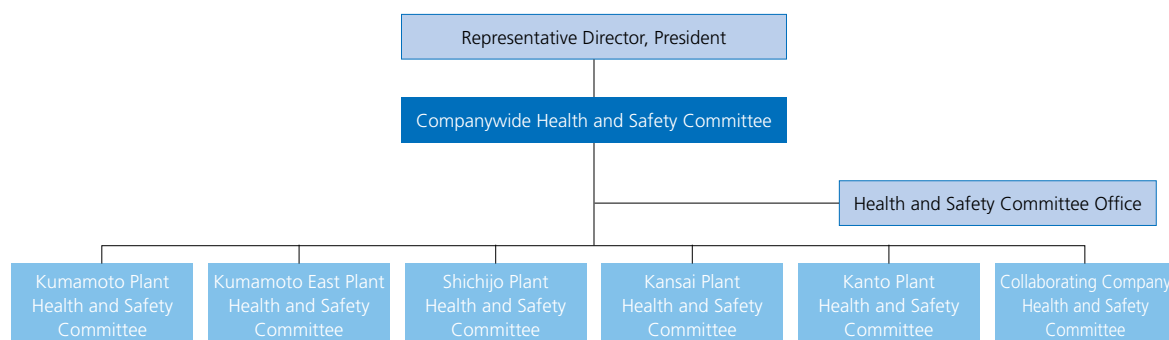 Representative Director, President
Companywide Health and Safety Committee
Health and Safety Committee Office
Kumamoto Plant
Health and Safety
Committee
Kumamoto East Plant
Health and Safety
Committee
Shichijo Plant
Health and Safety
Committee
Kansai Plant
Health and Safety
Committee
Kanto Plant
Health and Safety
Committee
Collaborating Company
Health and Safety
Committee